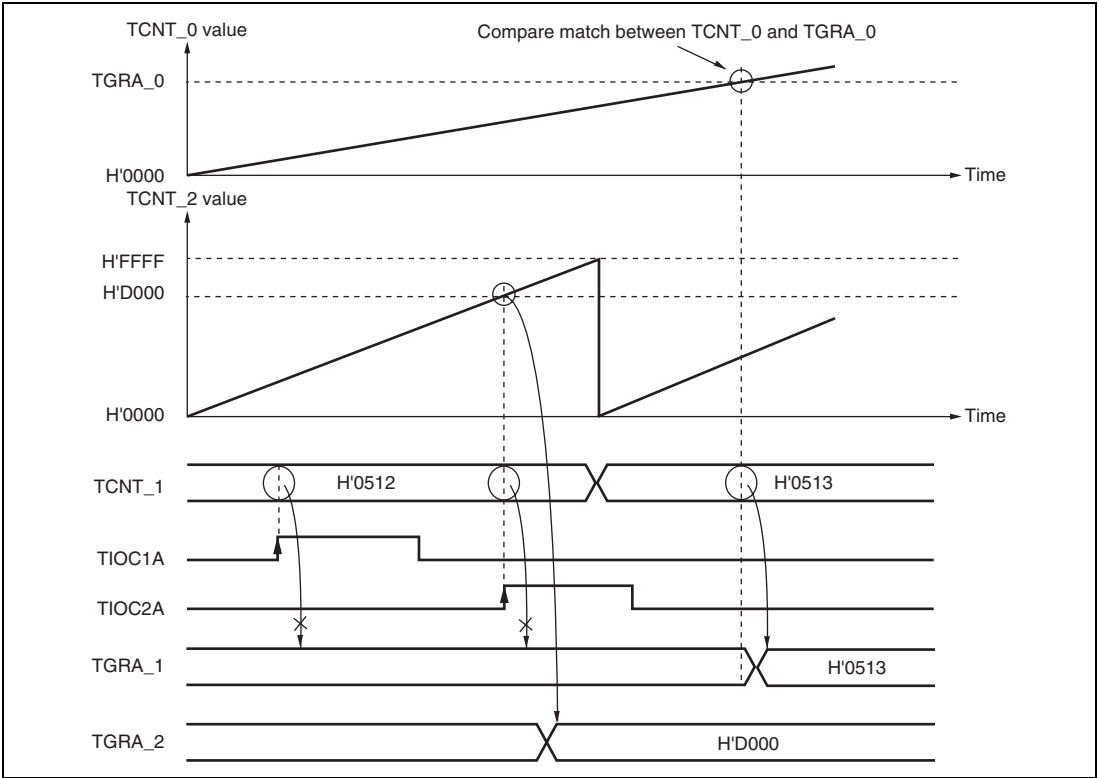 TCNT_0 value
Compare match between TCNT_0 and TGRA_0
TGRA_0
H'0000
Time
TCNT_2 value
H'FFFF
H'D000
H'0000
Time
TCNT_1
H'0512
H'0513
TIOC1A
TIOC2A
TGRA_1
H'0513
TGRA_2
H'D000